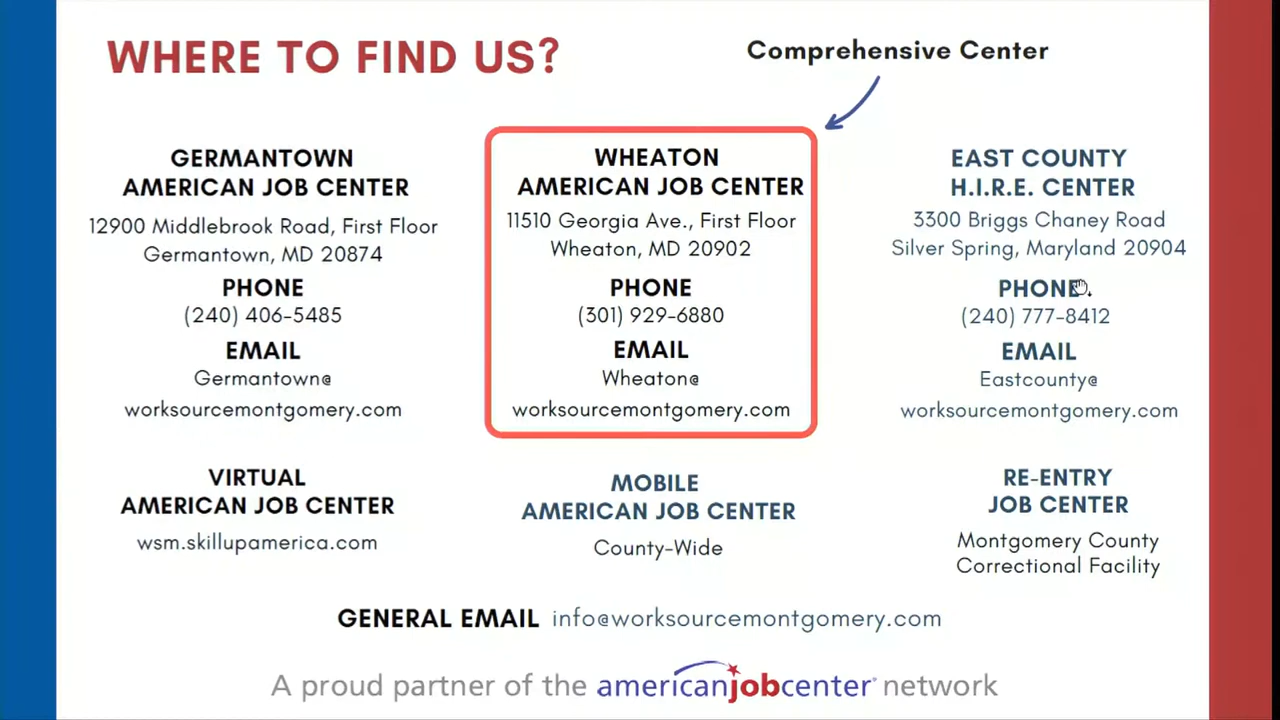 WHERE TO FIND US?
Comprehensive Center
GERMANTOWN
AMERICAN JOB CENTER
12900 Middlebrook Road, First Floor
Germantown, MD 20874
PHONE
(240) 406-5485
EMAIL
Germantown@
worksourcemontgomery.com
WHEATON
AMERICAN JOB CENTER
11510 Georgia Ave., First Floor
Wheaton, MD 20902
PHONE
(301) 929-6880
EMAIL
Wheaton@
worksourcemontgomery.com
EAST COUNTY
H.I.R.E. CENTER
3300 Briggs Chaney Road
Silver Spring, Maryland 20904
PHONE
(240) 777-8412
EMAIL
Eastcounty@
worksourcemontgomery.com
VIRTUAL
AMERICAN JOB CENTER
wsm.skillupamerica.com
MOBILE
AMERICAN JOB CENTER
County-Wide
RE-ENTRY
JOB CENTER
Montgomery County
Correctional Facility
GENERAL EMAIL info@worksourcemontgomery.com
A proud partner of the americanjobcenter® network